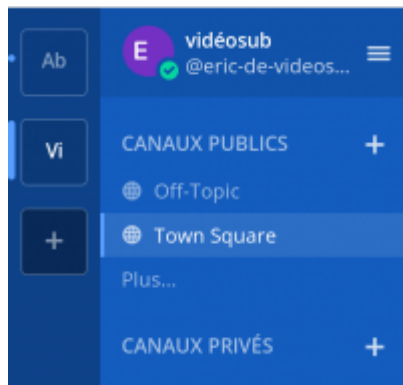 Ab
Vi
+
E
vidéosub
@eric-de-videos...
CANAUX PUBLICS +
Off-Topic
Town Square
Plus...
CANAUX PRIVÉS +